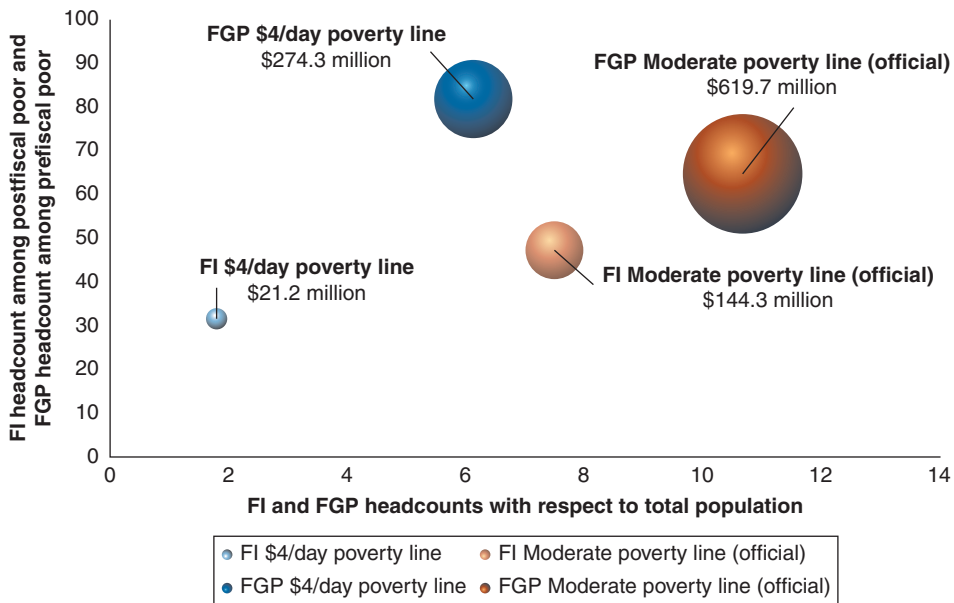 FI headcount among postfiscal poor and
FGP headcount among prefiscal poor
100
90
80
70
60
50
40
30
20
10
0
FGP $4/day poverty line
$274.3 million
FGP Moderate poverty line (official)
$619.7 million
FI $4/day poverty line
$21.2 million
FI Moderate poverty line (official)
$144.3 million
0 2 4 6 8 10 12 14
FI and FGP headcounts with respect to total population
FI $4/day poverty line
FI Moderate poverty line (official)
FGP $4/day poverty line
FGP Moderate poverty line (official)